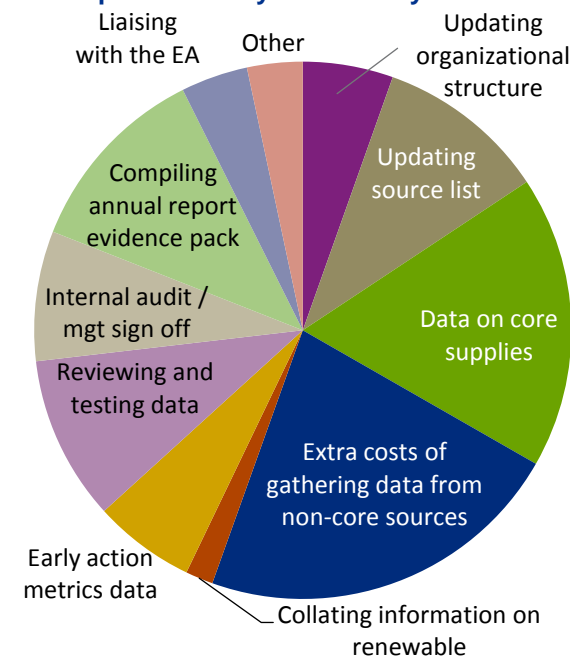 Liaising
with the EA
Other
Updating
organizational
structure
Updating
source list
Compiling
annual report
evidence pack
Data on core
supplies
Internal audit /
mgt sign off
Reviewing and
testing data
Extra costs of
gathering data from
non-core sources
Early action
metrics data
Collating information on
renewable